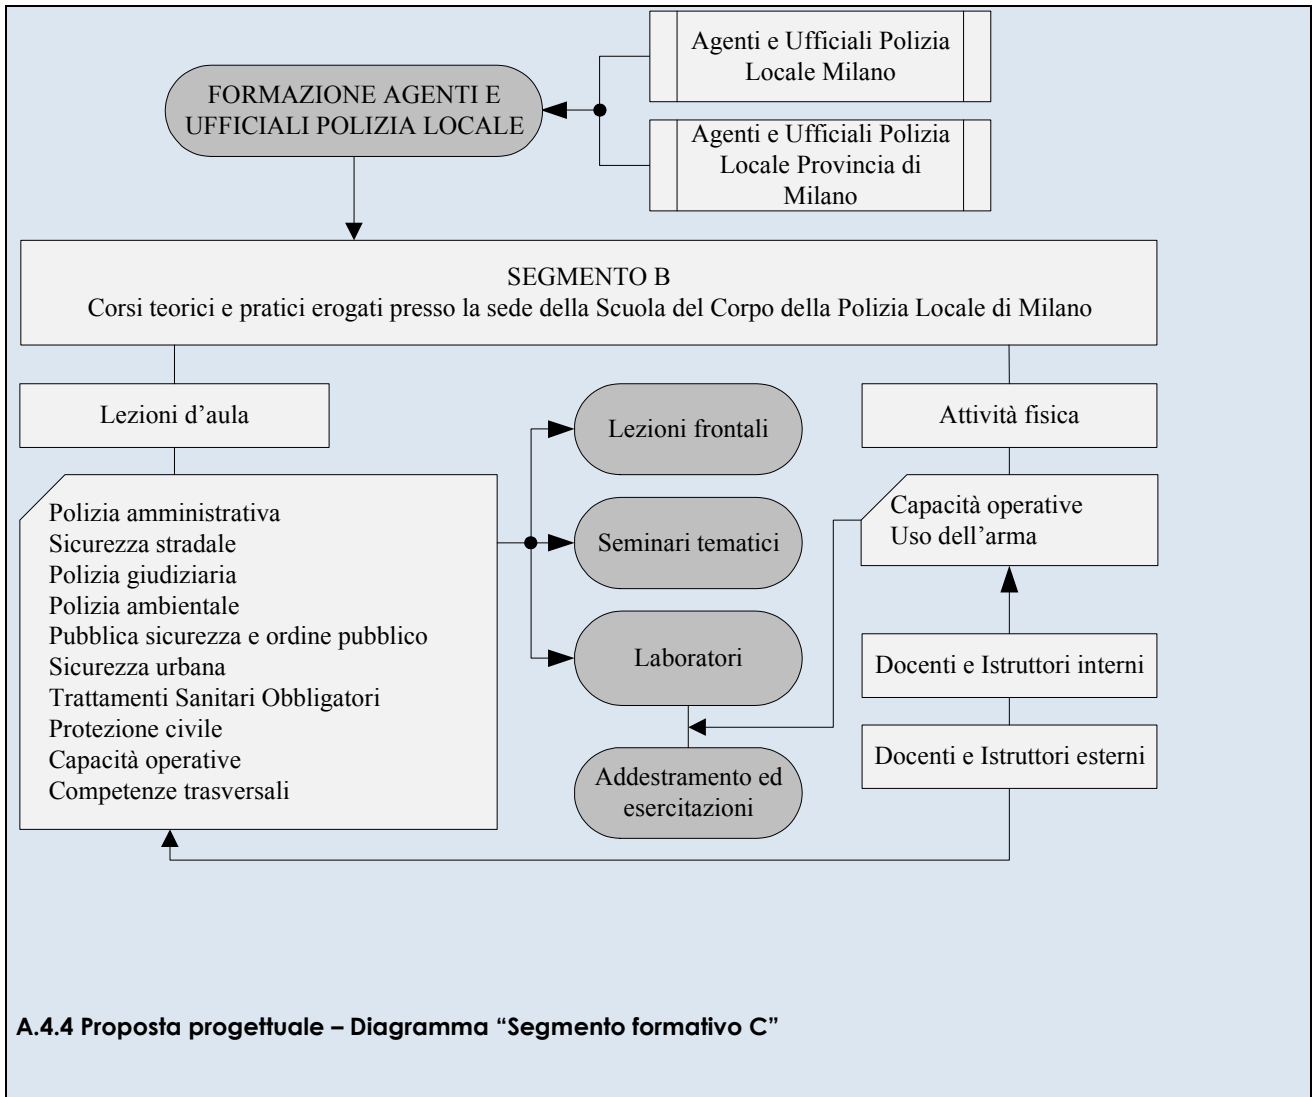 FORMAZIONE AGENTI E
UFFICIALI POLIZIA LOCALE
Agenti e Ufficiali Polizia
Locale Milano
Agenti e Ufficiali Polizia
Locale Provincia di
Milano
SEGMENTO B
Corsi teorici e pratici erogati presso la sede della Scuola del Corpo della Polizia Locale di Milano
Lezioni d’aula
Polizia amministrativa
Sicurezza stradale
Polizia giudiziaria
Polizia ambientale
Pubblica sicurezza e ordine pubblico
Sicurezza urbana
Trattamenti Sanitari Obbligatori
Protezione civile
Capacità operative
Competenze trasversali
Lezioni frontali
Seminari tematici
Laboratori
Addestramento ed
esercitazioni
Attività fisica
Capacità operative
Uso dell’arma
Docenti e Istruttori interni
Docenti e Istruttori esterni
A.4.4 Proposta progettuale – Diagramma “Segmento formativo C”